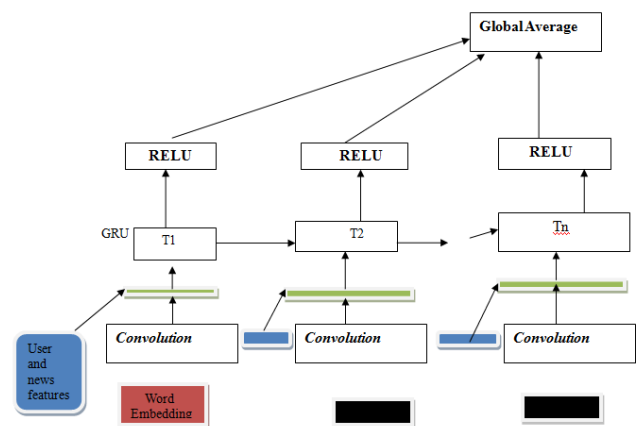 Global Average
RELU
RELU
RELU
GRU
T1
T2
Tn
Convolution
Convolution
Convolution
User
and
news
features
Word
Embedding